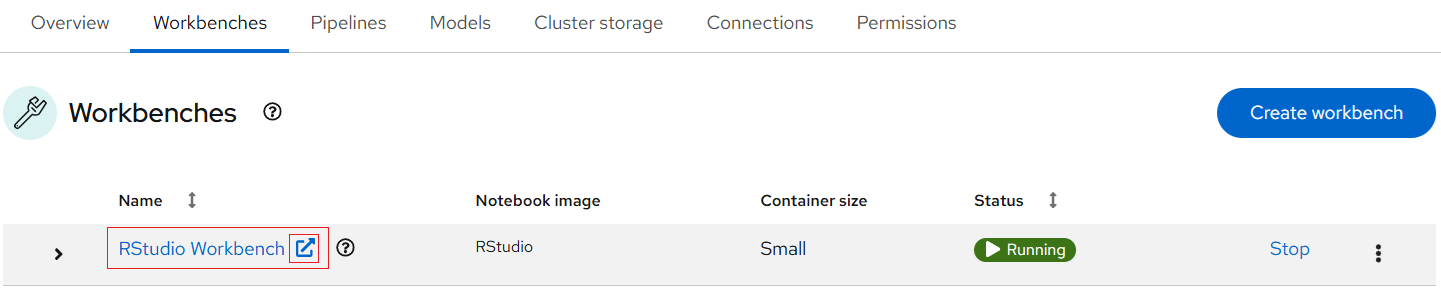 Overview Workbenches Pipelines Models Cluster storage Connections Permissions
Workbenches
Create workbench
Name Notebook image Container size Status
RStudio Workbench RStudio Small Running Stop